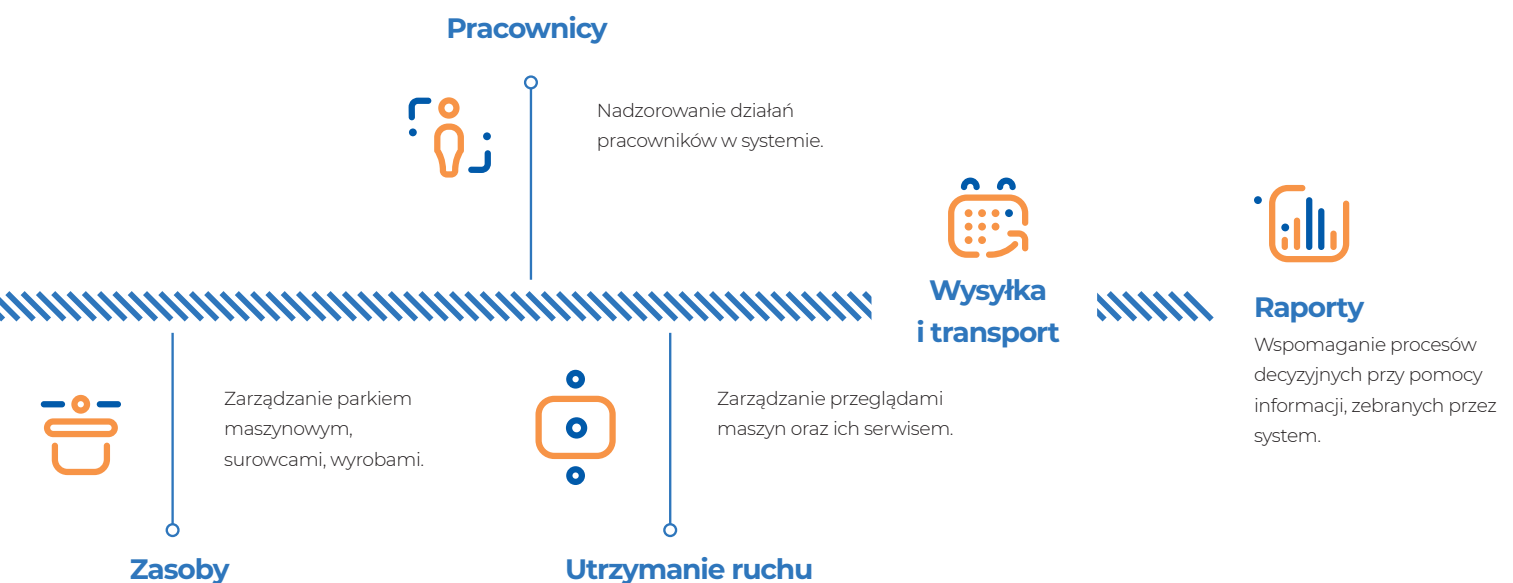 Pracownicy
Nadzorowanie działań
pracowników w systemie.
Wysyłka
i transport
Raporty
Wspomaganie procesów
decyzyjnych przy pomocy
informacji, zebranych przez
system.
Zarządzanie parkiem
maszynowym,
surowcami, wyrobami.
Zasoby
Zarządzanie przeglądami
maszyn oraz ich serwisem.
Utrzymanie ruchu